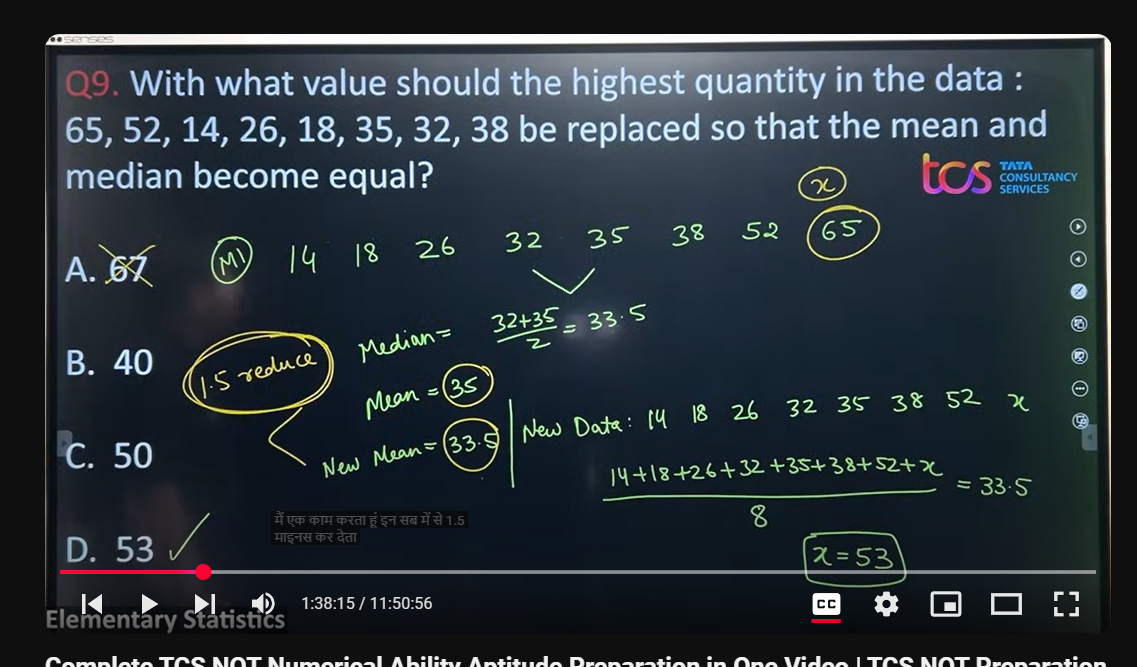 senses
Q9. With what value should the highest quantity in the data :
65, 52, 14, 26, 18, 35, 32, 38 be replaced so that the mean and
median become equal?
tcs TATA
CONSULTANCY
SERVICES
x
M1 14 18 26 32 35 38 52 65
A. 67
Median = 32+35/2 = 33.5
B. 40
1.5 reduce
Mean = 35
New Mean = 33.5
New Data: 14 18 26 32 35 38 52 x
C. 50
14+18+26+32+35+38+52+x/8 = 33.5
मैं एक काम करता हूं इन सब में से 1.5
माइनस कर देता
D. 53
x = 53
1:38:15 / 11:50:56
CC
Elementary Statistics
Complete TCS NQT Numerical Ability Aptitude Preparation in One Video | TCS NQT Preparation